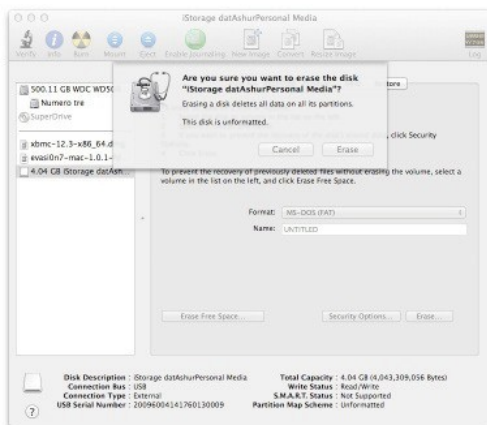 iStorage datAshurPersonal Media
Verify Info Burn Mount Eject Enable Journaling New Image Convert Resize Image Log
Are you sure you want to erase the disk
"iStorage datAshurPersonal Media"?
Erasing a disk deletes all data on all its partitions.
This disk is unformatted.
Cancel Erase
500.11 GB WDC WD50
Numero tre
SuperDrive
xbmc-12.3-x86_64.d
evasi0n7-mac-1.0.1-
4.04 GB iStorage datAsh...
click Security
To prevent the recovery of previously deleted files without erasing the volume, select a
volume in the list on the left, and click Erase Free Space.
Format: MS-DOS (FAT)
Name: UNTITLED
Erase Free Space... Security Options... Erase...
Disk Description : iStorage datAshurPersonal Media
Connection Bus : USB
Connection Type : External
USB Serial Number : 20096004141760130009
Total Capacity : 4.04 GB (4,043,309,056 Bytes)
Write Status : Read/Write
S.M.A.R.T. Status : Not Supported
Partition Map Scheme : Unformatted
?